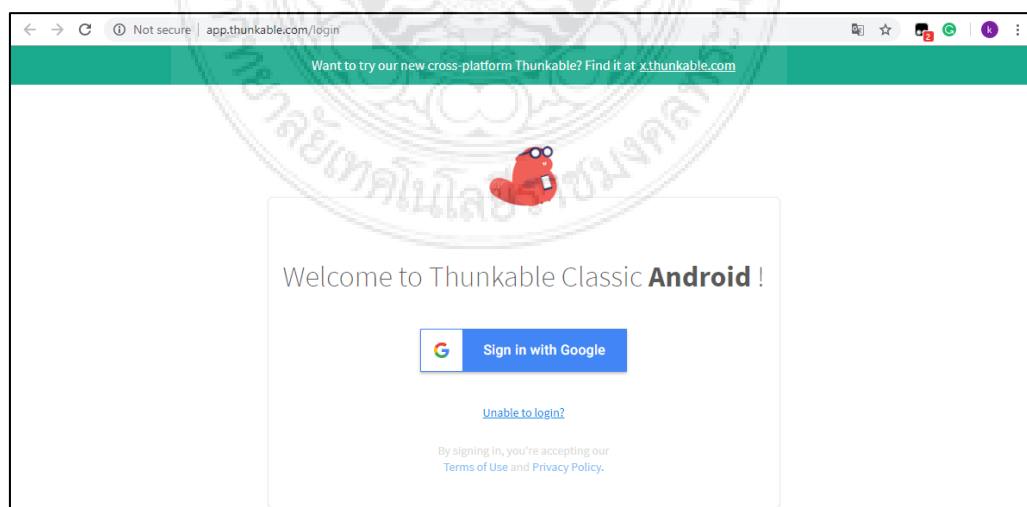 Not secure | app.thunkable.com/login
2
k
Want to try our new cross-platform Thunkable? Find it at x.thunkable.com
Welcome to Thunkable Classic Android !
G Sign in with Google
Unable to login?
By signing in, you're accepting our
Terms of Use and Privacy Policy.